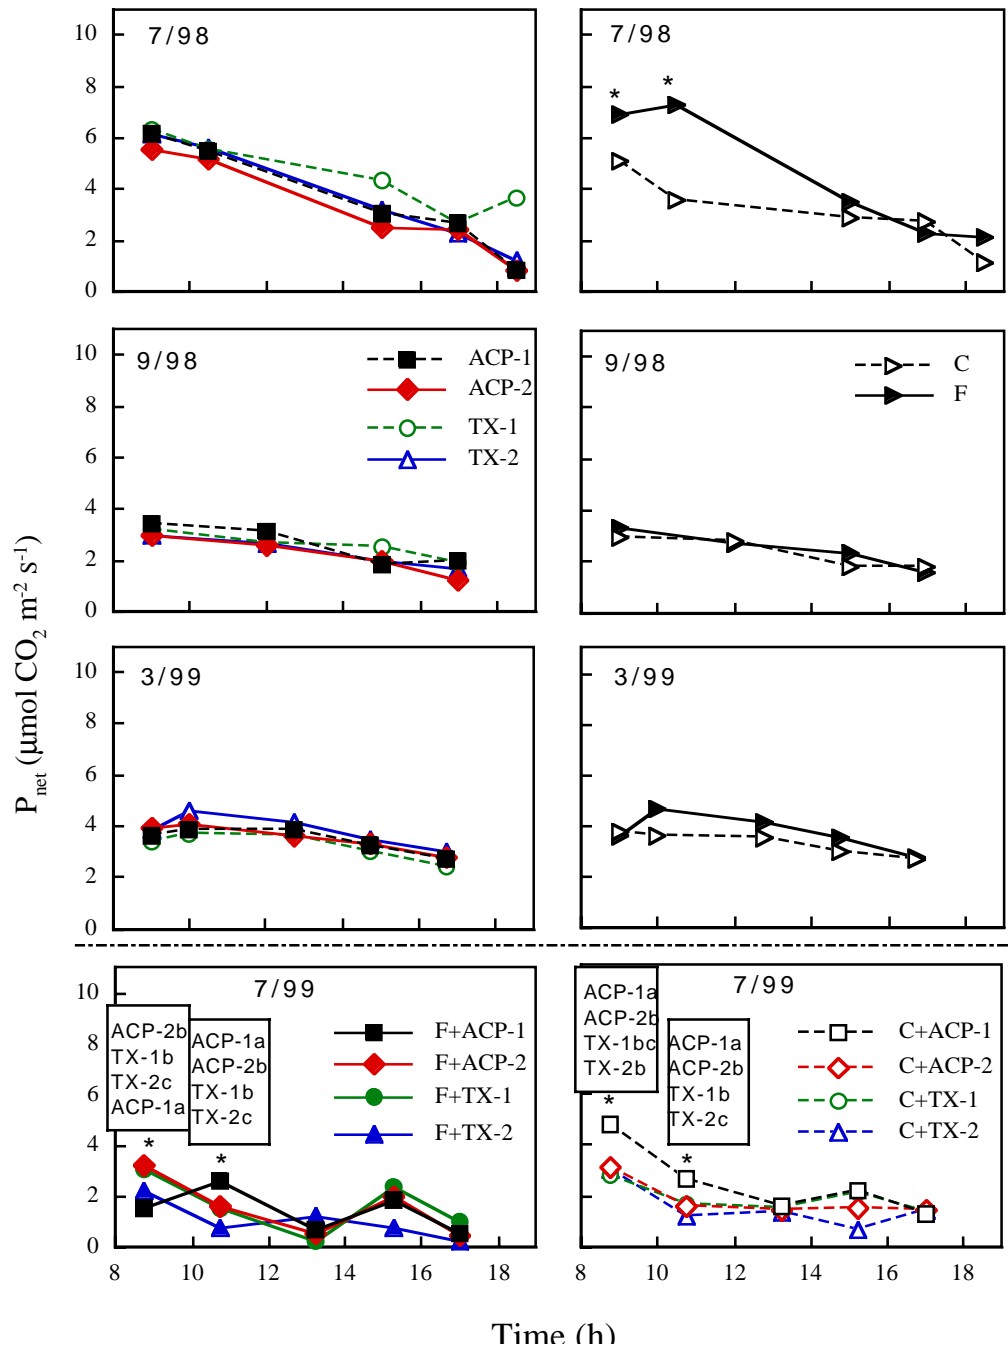 10
8
6
4
2
0
7/98
7/98
*
*
10
8
6
4
2
0
9/98
ACP-1
ACP-2
TX-1
TX-2
9/98
C
F
P_net (µmol CO₂ m⁻² s⁻¹)
10
8
6
4
2
0
3/99
3/99
10
8
6
4
2
0
7/99
ACP-2b
TX-1b
TX-2c
ACP-1a
*
ACP-1a
ACP-2b
TX-1b
TX-2c
*
F+ACP-1
F+ACP-2
F+TX-1
F+TX-2
8 10 12 14 16 18
7/99
ACP-1a
ACP-2b
TX-1bc
TX-2b
*
ACP-1a
ACP-2b
TX-1b
TX-2c
*
C+ACP-1
C+ACP-2
C+TX-1
C+TX-2
8 10 12 14 16 18
Time (h)